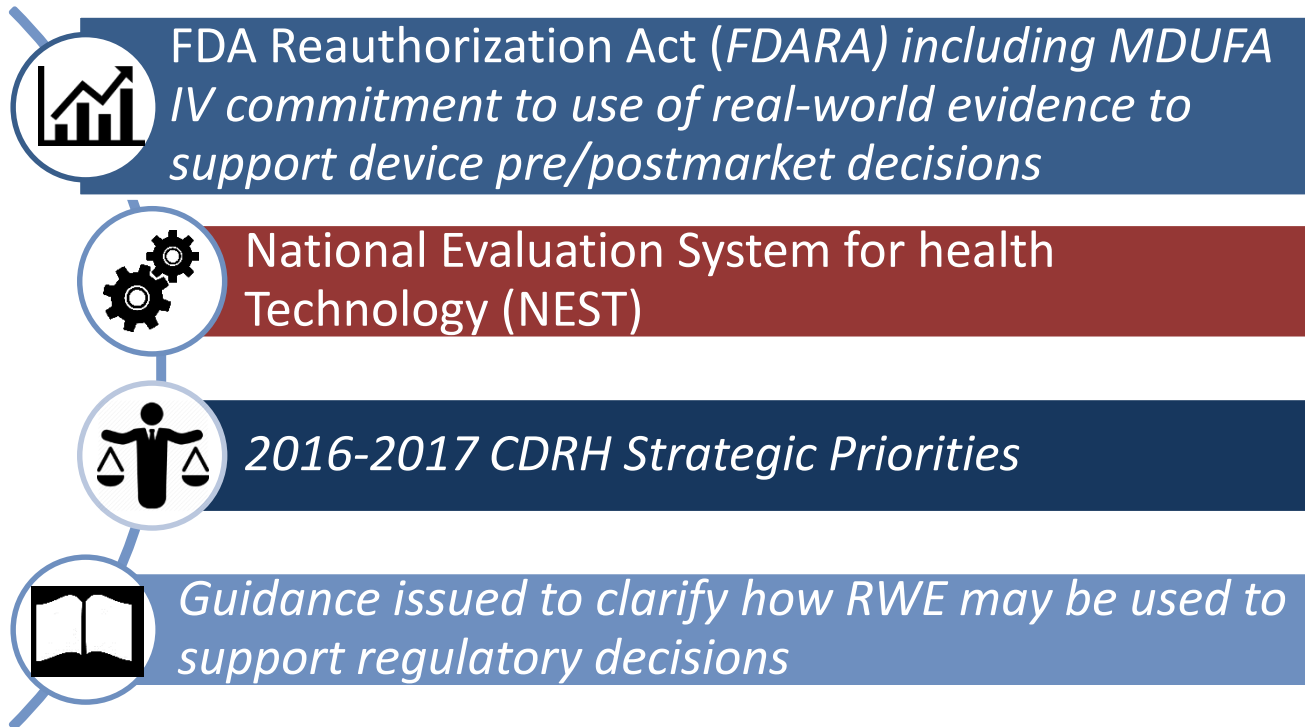 FDA Reauthorization Act (FDARA) including MDUFA
IV commitment to use of real-world evidence to
support device pre/postmarket decisions
National Evaluation System for health
Technology (NEST)
2016-2017 CDRH Strategic Priorities
Guidance issued to clarify how RWE may be used to
support regulatory decisions